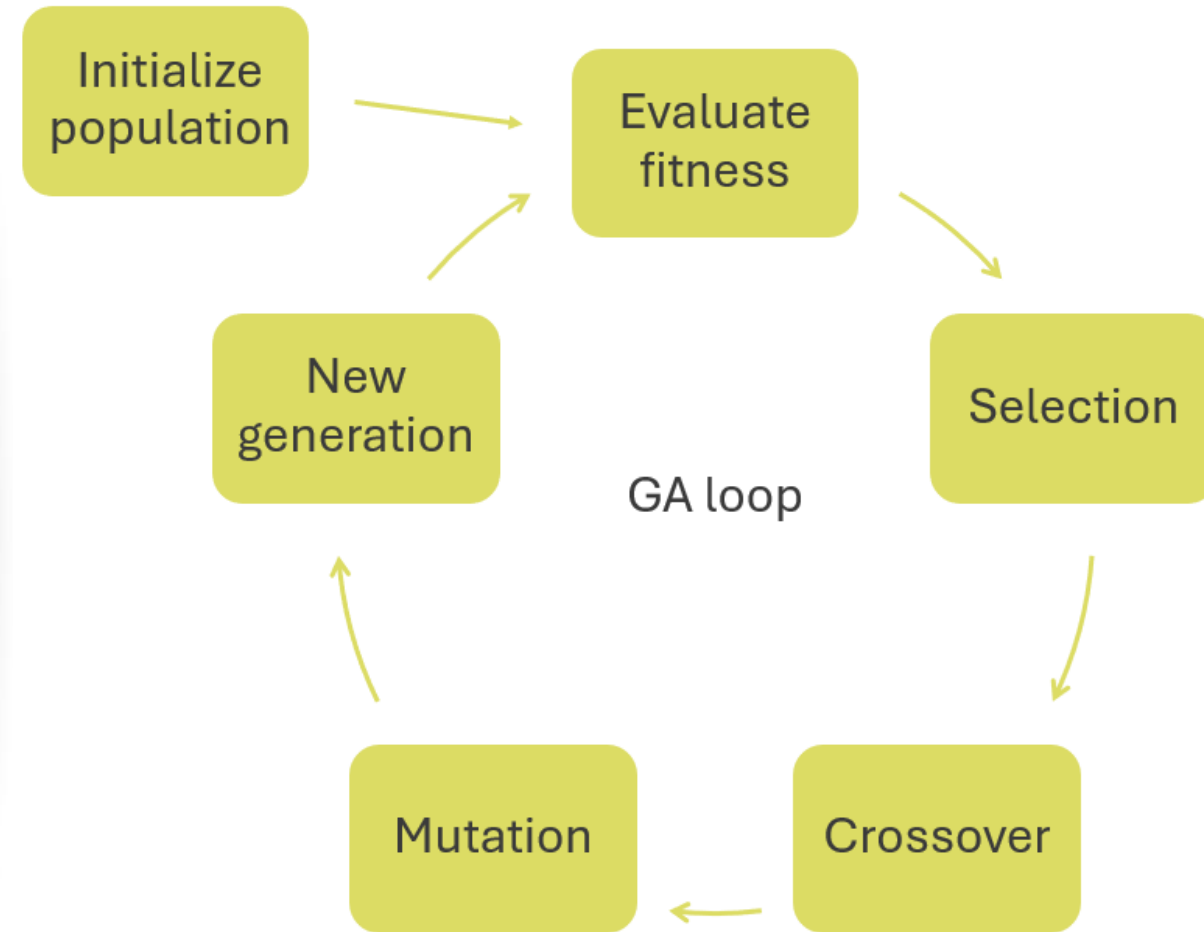 Initialize
population
Evaluate
fitness
New
generation
Selection
GA loop
Mutation
Crossover